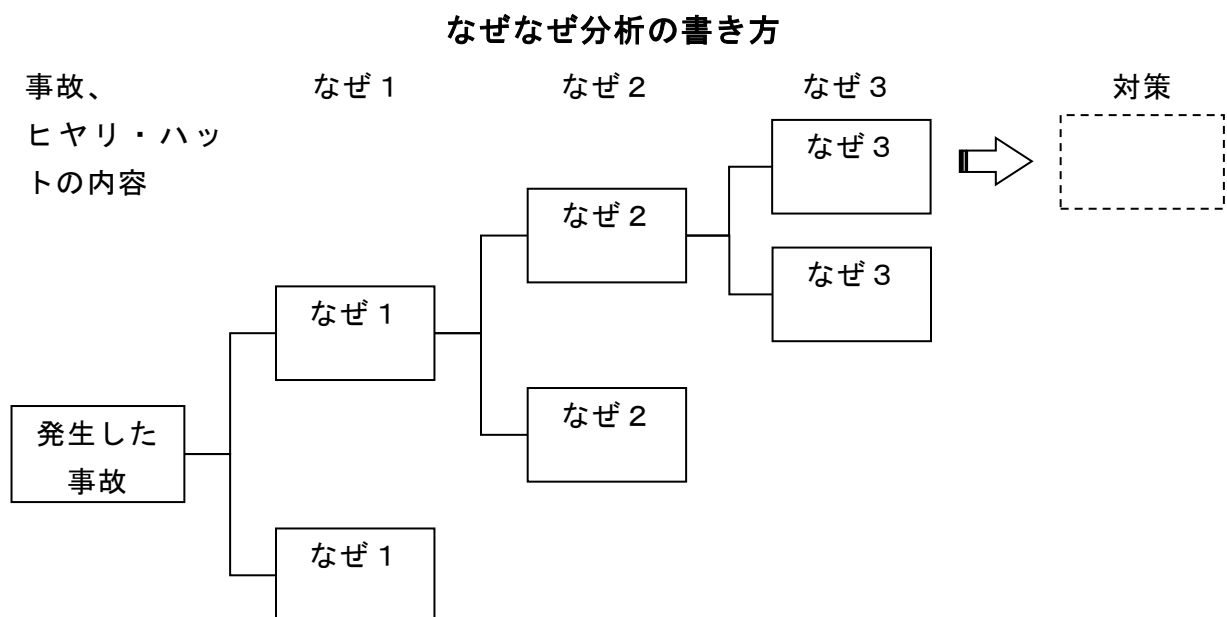 なぜなぜ分析の書き方
事故、
ヒヤリ・ハッ
トの内容
なぜ１
なぜ２
なぜ３
対策
なぜ３
なぜ２
なぜ３
なぜ１
なぜ２
発生した
事故
なぜ１